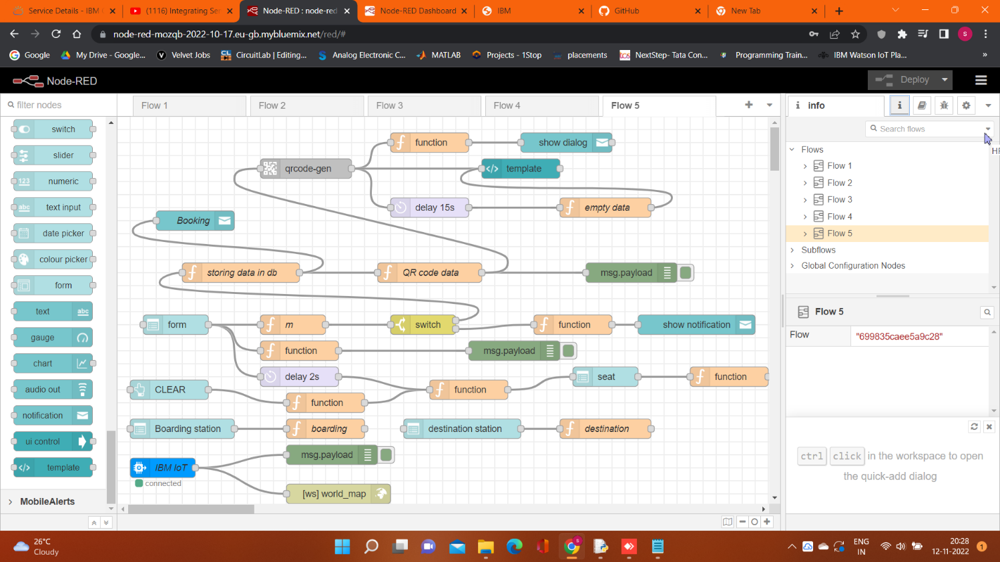 Service Details - IBM
(1116) Integrating Ser
Node-RED : node-red
Node-RED Dashboard
IBM
GitHub
New Tab
node-red-mozqb-2022-10-17.eu-gb.mybluemix.net/red/#
S
Google
My Drive - Google...
Velvet Jobs
CircuitLab | Editing...
Analog Electronic C...
MATLAB
Projects - 1Stop
placements
NextStep- Tata Con...
Programming Train...
IBM Watson IoT Pla...
»
Node-RED
Deploy
filter nodes
Flow 1
Flow 2
Flow 3
Flow 4
Flow 5
info
switch
slider
numeric
text input
date picker
colour picker
form
text
gauge
chart
audio out
notification
ui control
template
MobileAlerts
function
show dialog
qrcode-gen
template
delay 15s
empty data
Booking
storing data in db
QR code data
msg.payload
form
m
switch
function
show notification
function
msg.payload
delay 2s
seat
function
CLEAR
function
function
Boarding station
boarding
destination station
destination
msg.payload
IBM IoT
connected
[ws] world_map
Search flows
Flows
Flow 1
Flow 2
Flow 3
Flow 4
Flow 5
Subflows
Global Configuration Nodes
Flow 5
Flow
"699835caee5a9c28"
ctrl click in the workspace to open
the quick-add dialog
26°C
Cloudy
ENG
IN
20:28
12-11-2022
1